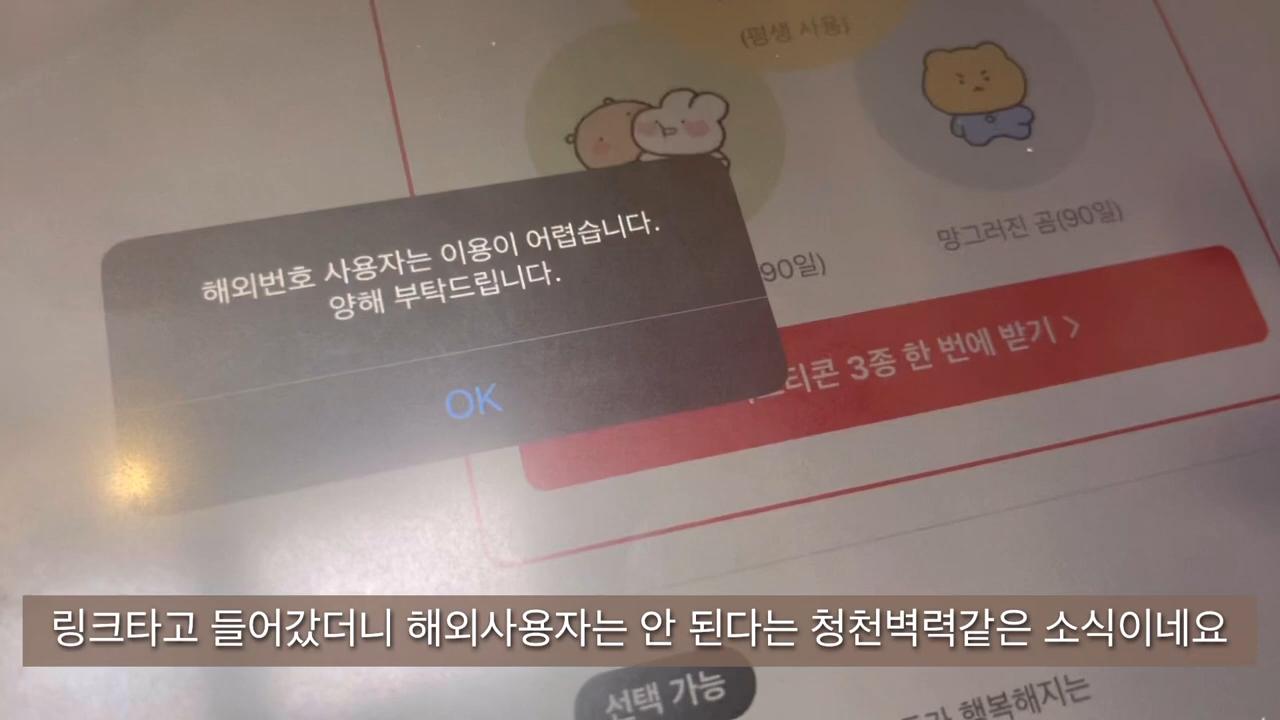 (평생 사용)
해외번호 사용자는 이용이 어렵습니다.
양해 부탁드립니다.
OK
90일)
망그러진 곰(90일)
티콘 3종 한 번에 받기 >
링크타고 들어갔더니 해외사용자는 안 된다는 청천벽력같은 소식이네요
선택 가능
행복해지는